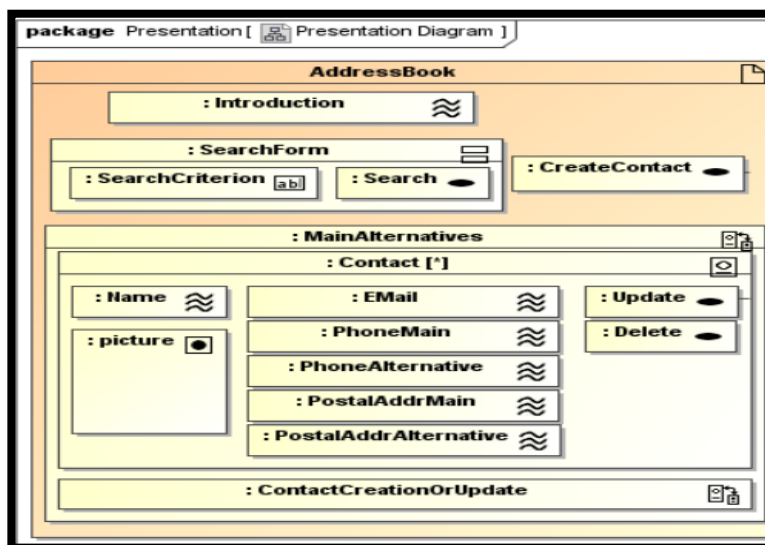 package Presentation [ Presentation Diagram ]
AddressBook
: Introduction
: SearchForm
: SearchCriterion ab|
: Search
: CreateContact
: MainAlternatives
: Contact [*]
: Name
: EMail
: Update
: picture
: PhoneMain
: Delete
: PhoneAlternative
: PostalAddrMain
: PostalAddrAlternative
: ContactCreationOrUpdate